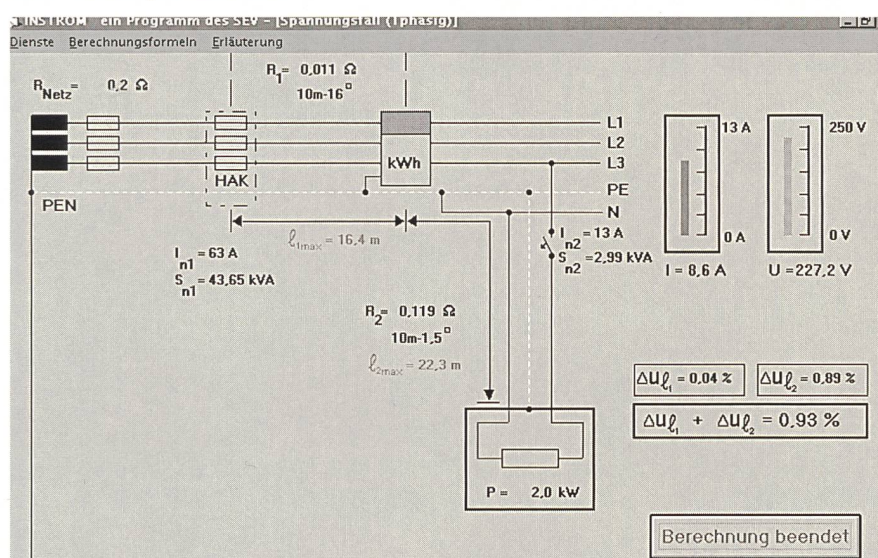 INSTROM ein Programm des SEV - [Spannungsfall (1phasig)]
Dienste Berechnungsformeln Erläuterung
R1= 0,011 Ω
10m-16□
RNetz= 0,2 Ω
L1
L2
L3
kWh
HAK
PE
PEN
N
13 A
250 V
0 A
0 V
I = 8,6 A
U =227,2 V
ℓ1max = 16,4 m
In1 = 63 A
Sn1 = 43,65 kVA
In2 = 13 A
Sn2 =2,99 kVA
R2= 0,119 Ω
10m-1,5□
ℓ2max = 22,3 m
ΔUℓ1 = 0,04 %
ΔUℓ2 = 0,89 %
ΔUℓ1 + ΔUℓ2 = 0,93 %
P = 2,0 kW
Berechnung beendet